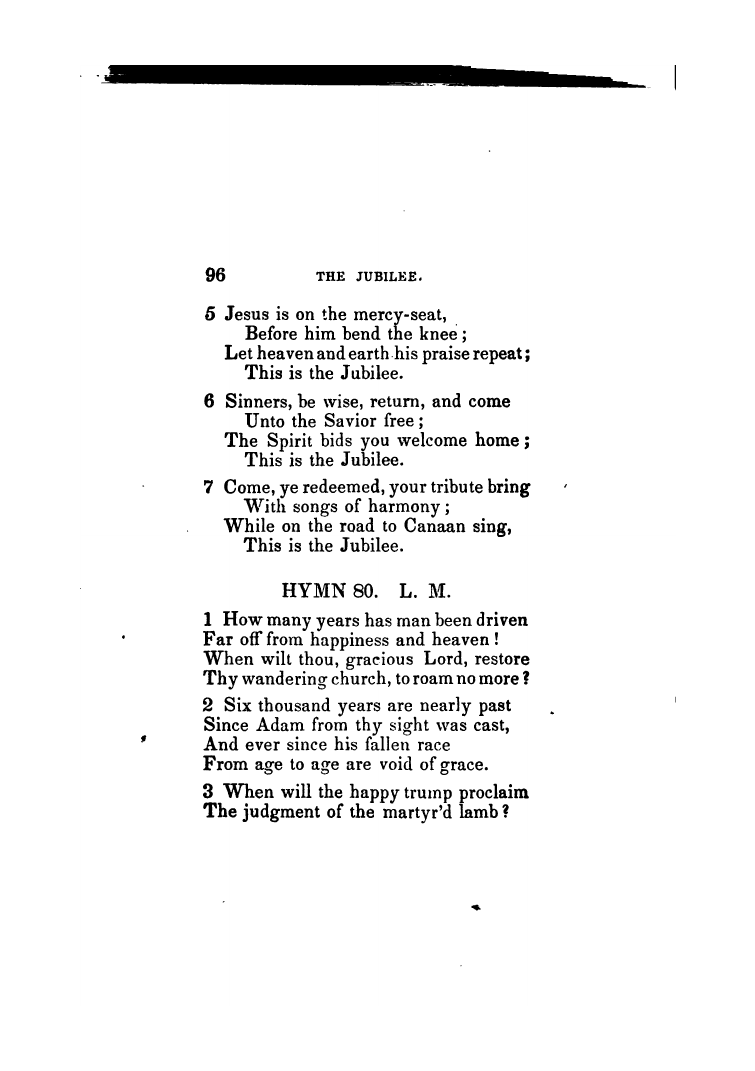 96 THE JUBILEE.
5 Jesus is on the mercy-seat,
Before him bend the knee;
Let heaven and earth his praise repeat;
This is the Jubilee.
6 Sinners, be wise, return, and come
Unto the Savior free;
The Spirit bids you welcome home;
This is the Jubilee.
7 Come, ye redeemed, your tribute bring
With songs of harmony;
While on the road to Canaan sing,
This is the Jubilee.
HYMN 80. L. M.
1 How many years has man been driven
Far off from happiness and heaven!
When wilt thou, gracious Lord, restore
Thy wandering church, to roam no more?
2 Six thousand years are nearly past
Since Adam from thy sight was cast,
And ever since his fallen race
From age to age are void of grace.
3 When will the happy trump proclaim
The judgment of the martyr'd lamb?